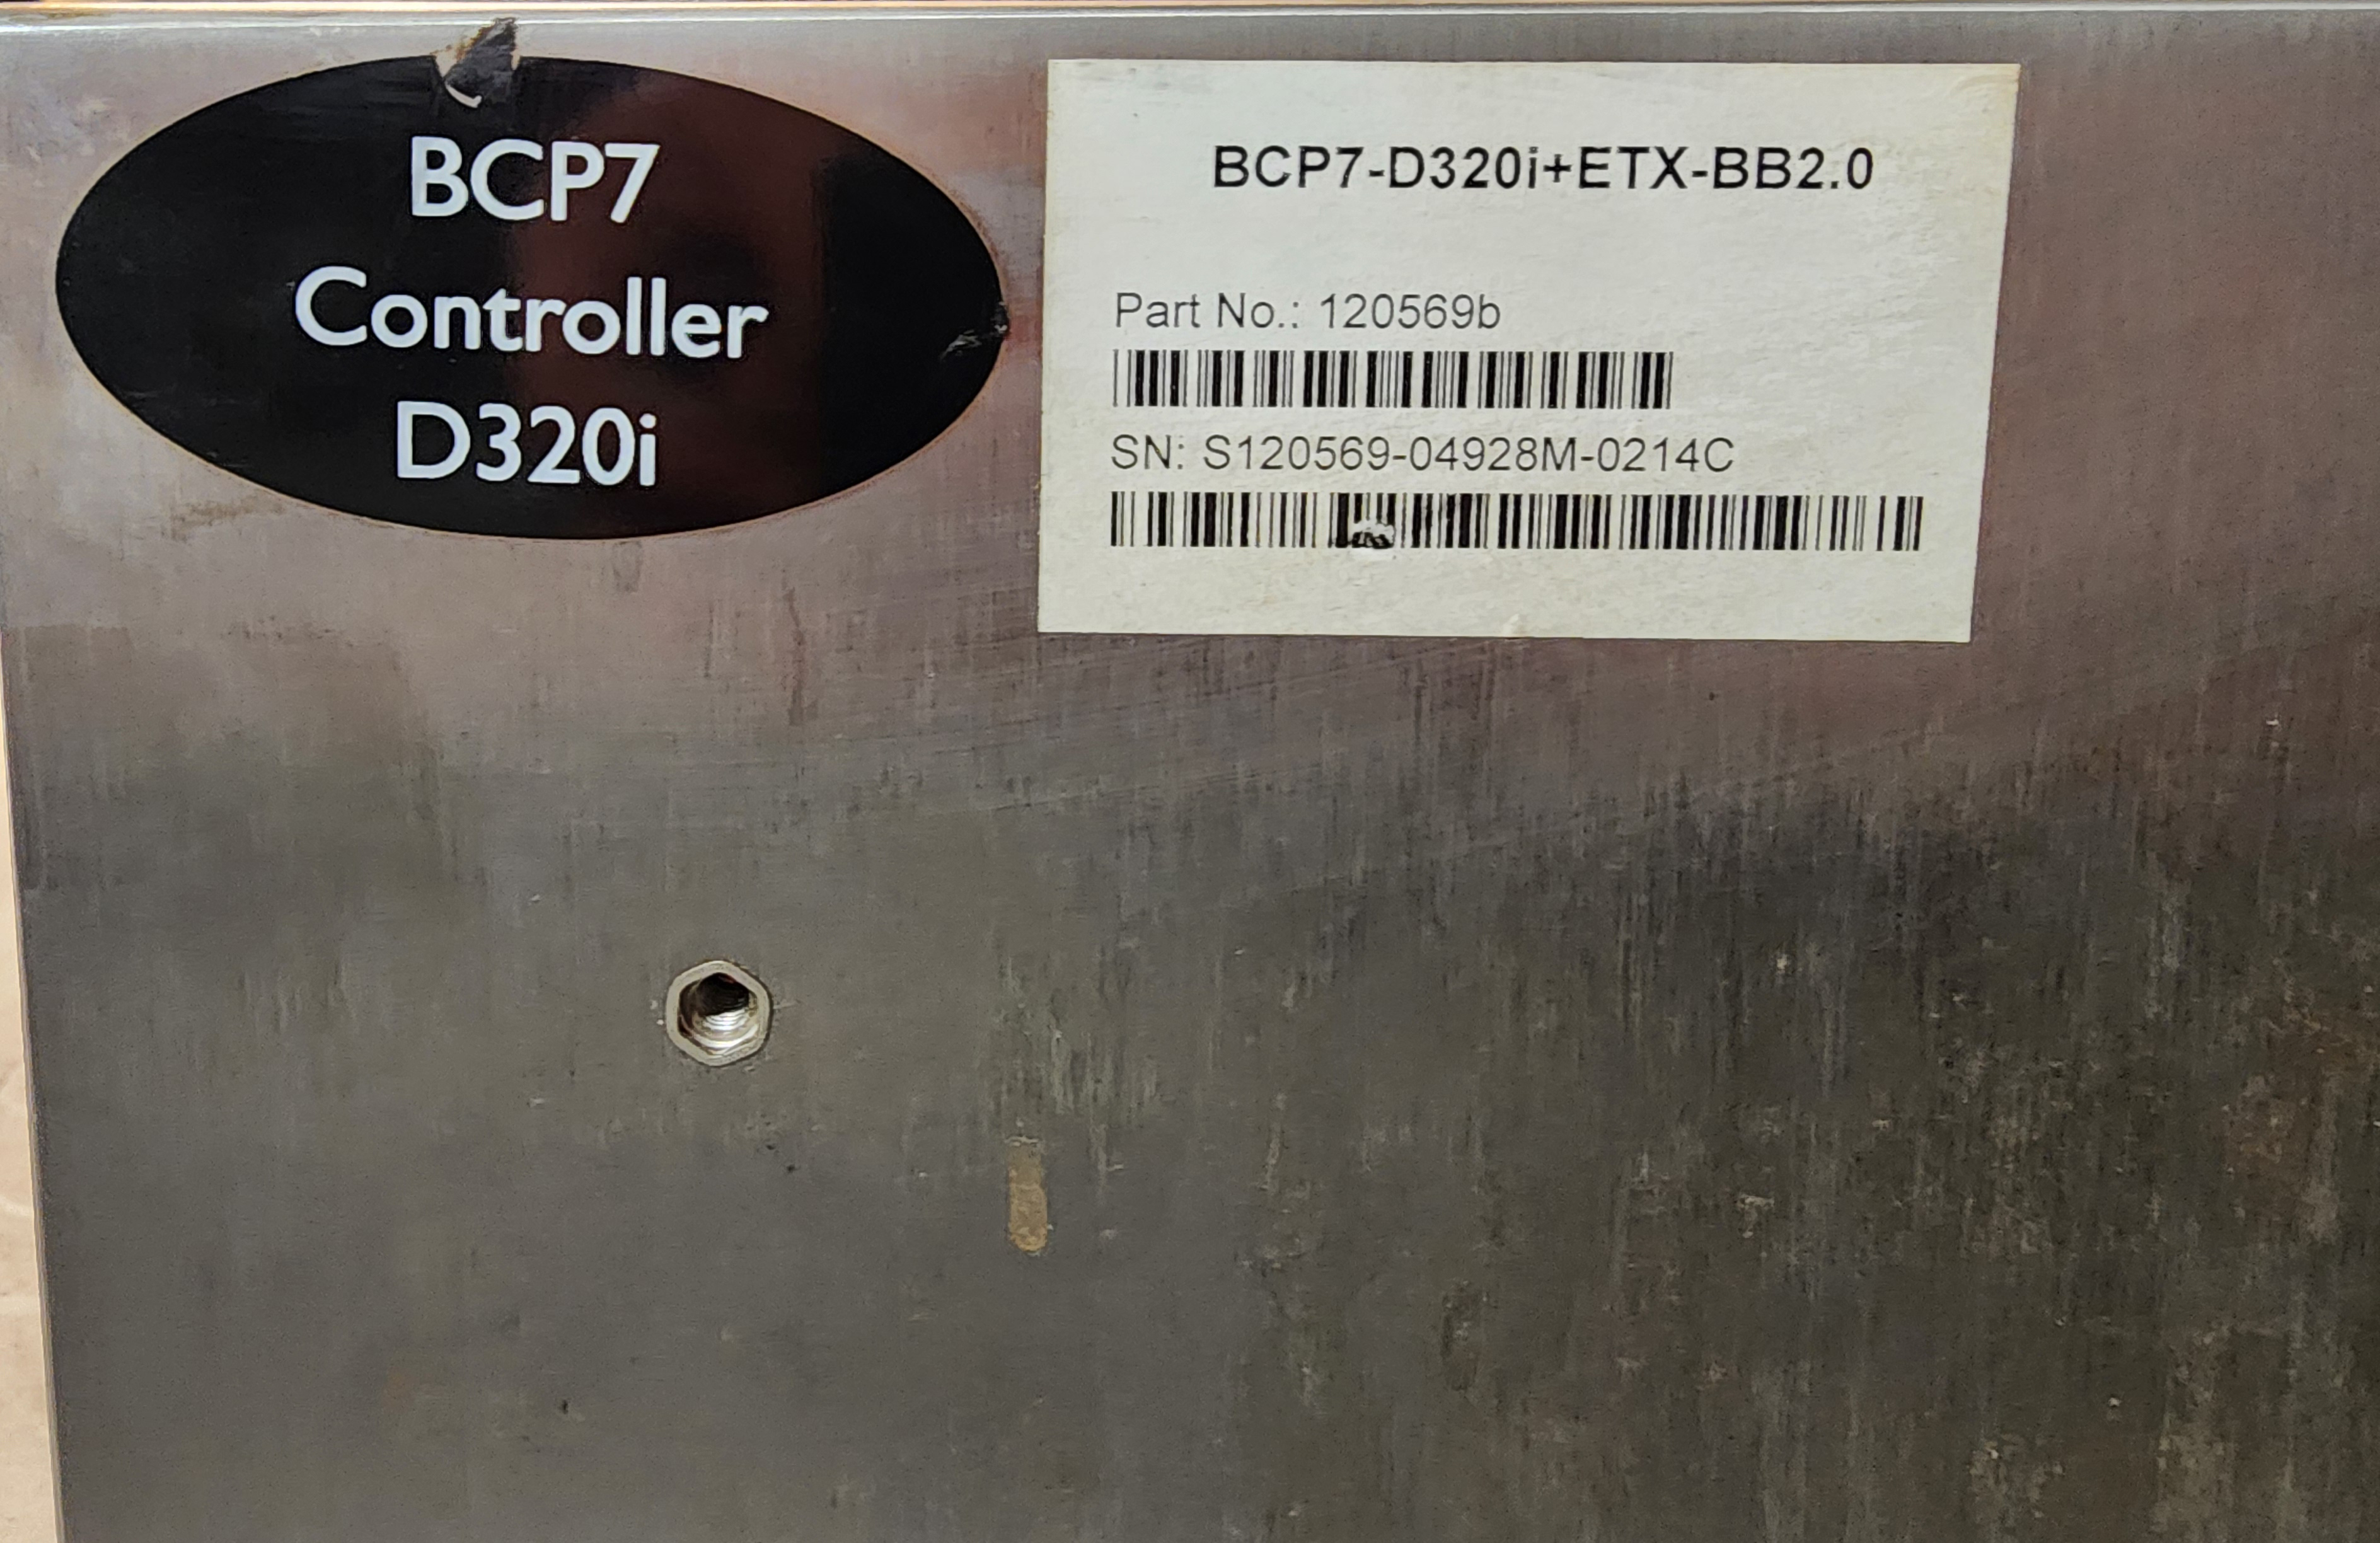 BCP7
Controller
D320i
BCP7-D320i+ETX-BB2.0
Part No.: 120569b
SN: S120569-04928M-0214C